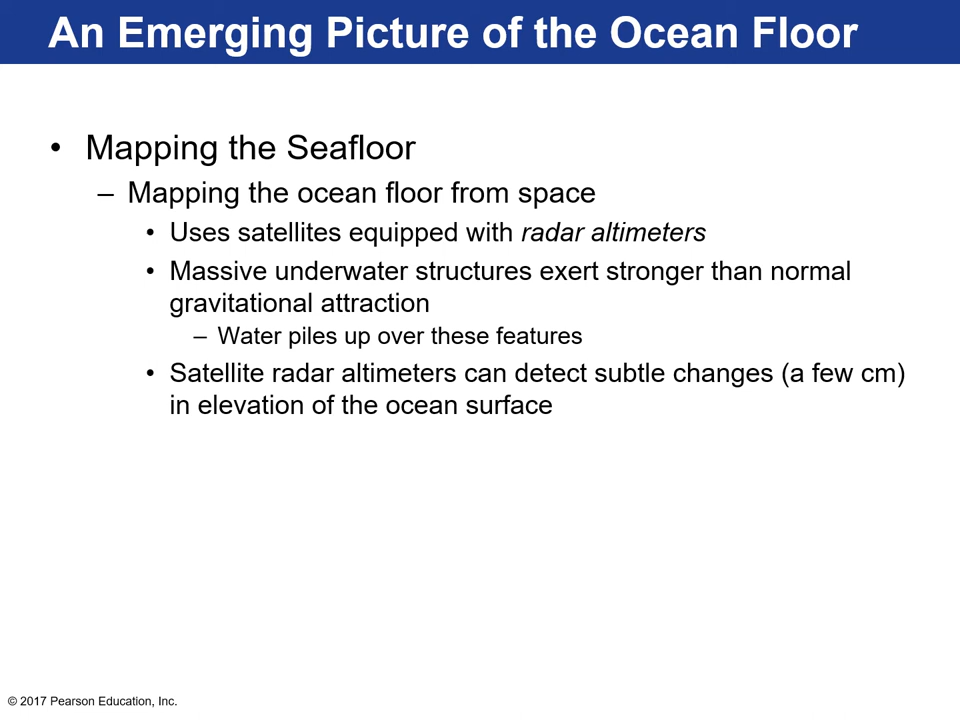 An Emerging Picture of the Ocean Floor
• Mapping the Seafloor
– Mapping the ocean floor from space
• Uses satellites equipped with radar altimeters
• Massive underwater structures exert stronger than normal
gravitational attraction
– Water piles up over these features
• Satellite radar altimeters can detect subtle changes (a few cm)
in elevation of the ocean surface
© 2017 Pearson Education, Inc.